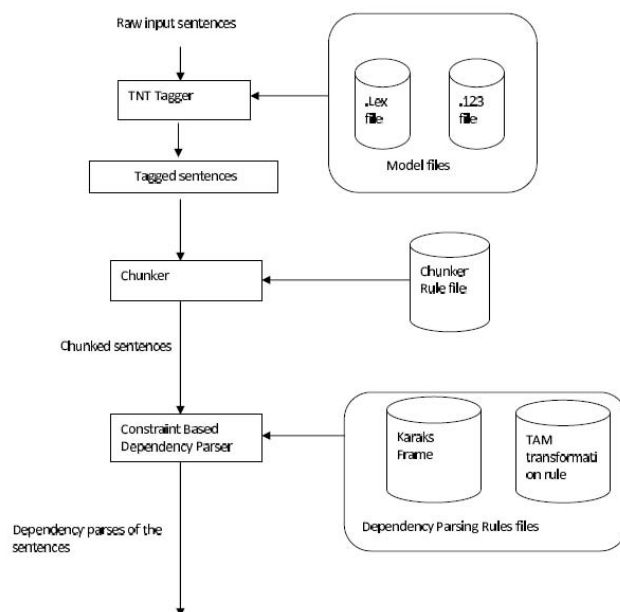 Raw input sentences
TNT Tagger
.Lex
file
.123
file
Model files
Tagged sentences
Chunker
Chunker
Rule file
Chunked sentences
Constraint Based
Dependency Parser
Karaks
Frame
TAM
transformati
on rule
Dependency Parsing Rules files
Dependency parses of the
sentences